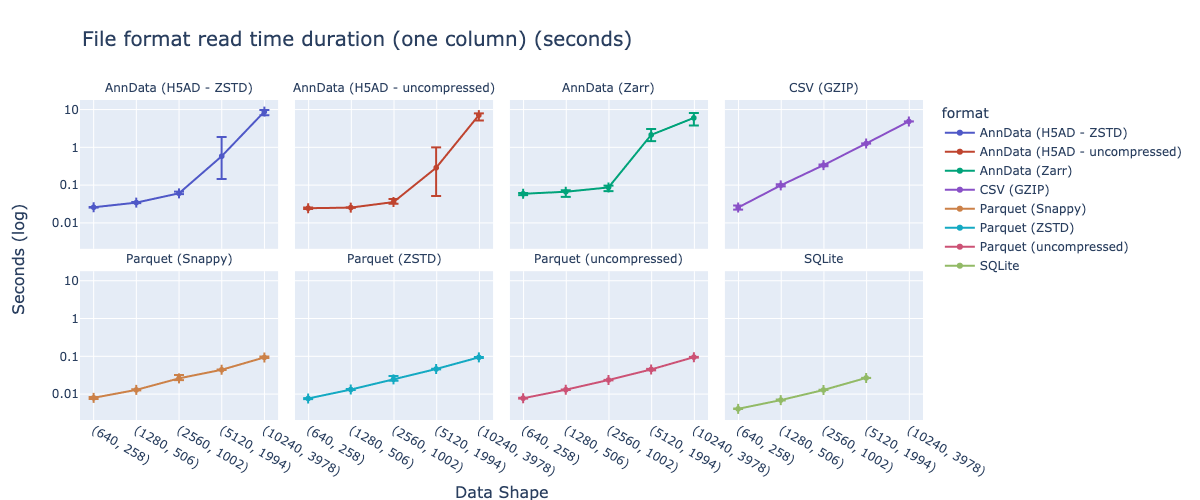 File format read time duration (one column) (seconds)
AnnData (H5AD - ZSTD)
AnnData (H5AD - uncompressed)
AnnData (Zarr)
CSV (GZIP)
10
1
0.1
0.01
Parquet (Snappy)
Parquet (ZSTD)
Parquet (uncompressed)
SQLite
10
1
0.1
0.01
Seconds (log)
(640, 258)
(1280, 506)
(2560, 1002)
(5120, 1994)
(10240, 3978)
(640, 258)
(1280, 506)
(2560, 1002)
(5120, 1994)
(10240, 3978)
(640, 258)
(1280, 506)
(2560, 1002)
(5120, 1994)
(10240, 3978)
(640, 258)
(1280, 506)
(2560, 1002)
(5120, 1994)
(10240, 3978)
Data Shape
format
AnnData (H5AD - ZSTD)
AnnData (H5AD - uncompressed)
AnnData (Zarr)
CSV (GZIP)
Parquet (Snappy)
Parquet (ZSTD)
Parquet (uncompressed)
SQLite